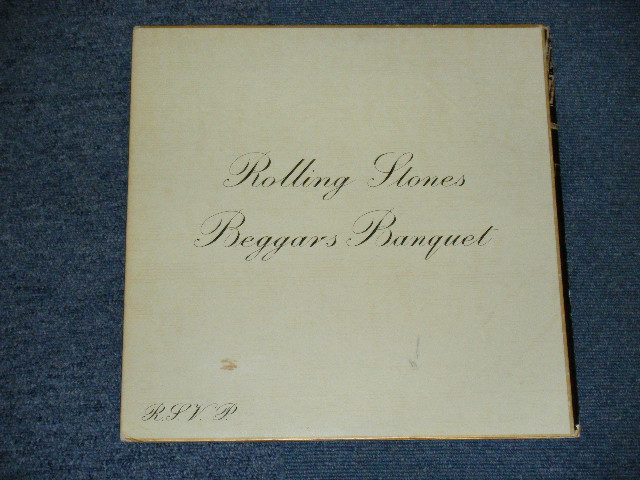 Rolling Stones
Beggars Banquet
R.S.V.P.